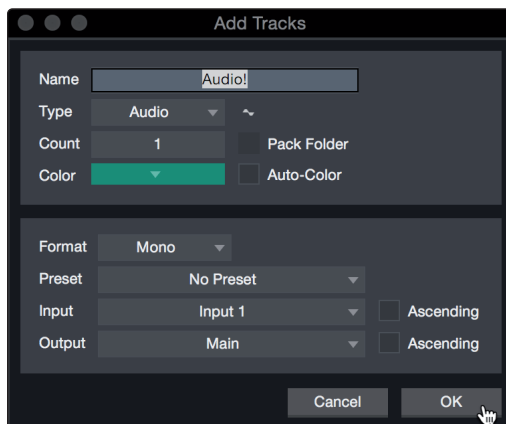 Add Tracks
Name Audio!
Type Audio
Count 1 Pack Folder
Color Auto-Color
Format Mono
Preset No Preset
Input Input 1 Ascending
Output Main Ascending
Cancel OK